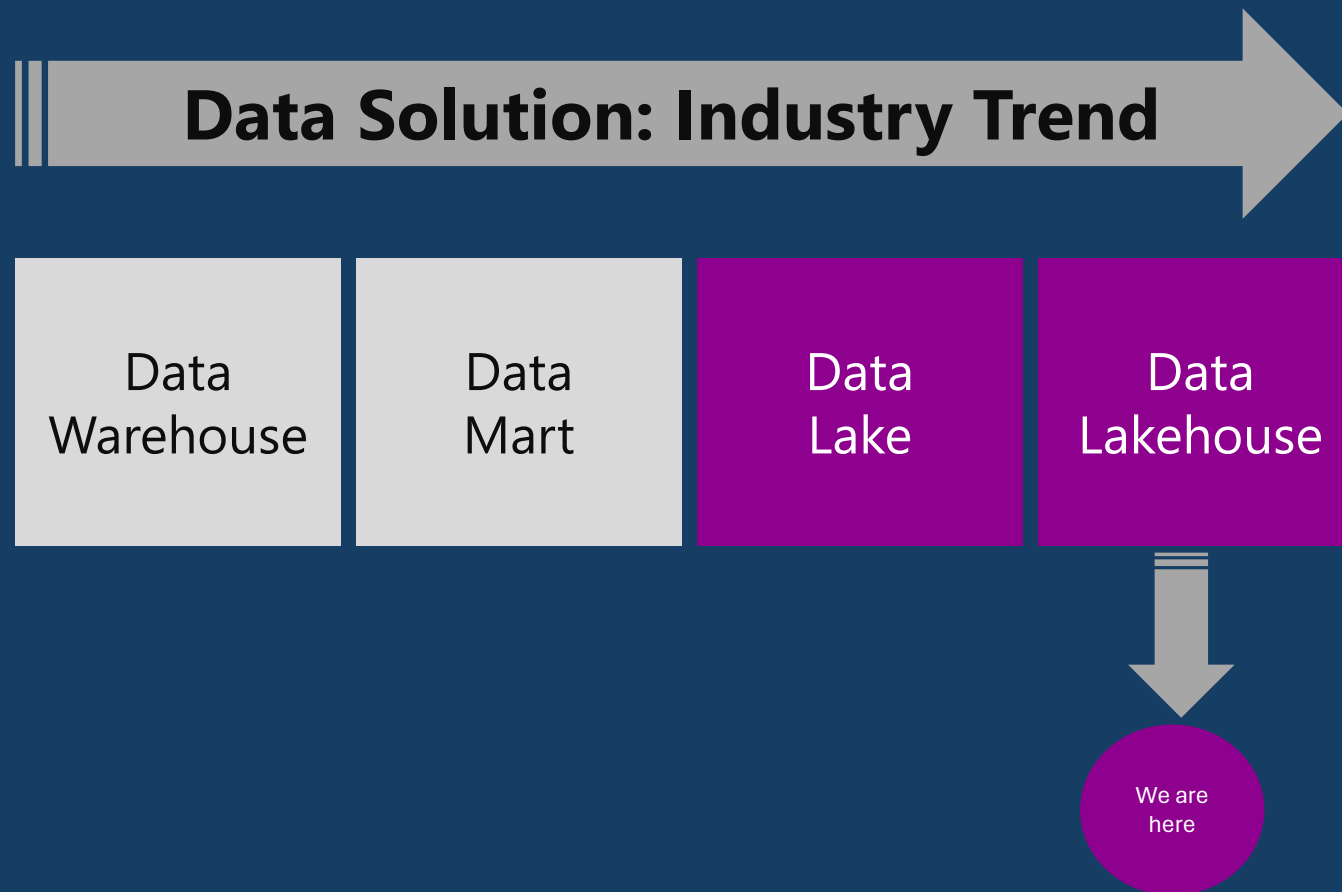 Data Solution: Industry Trend
Data
Warehouse
Data
Mart
Data
Lake
Data
Lakehouse
We are
here